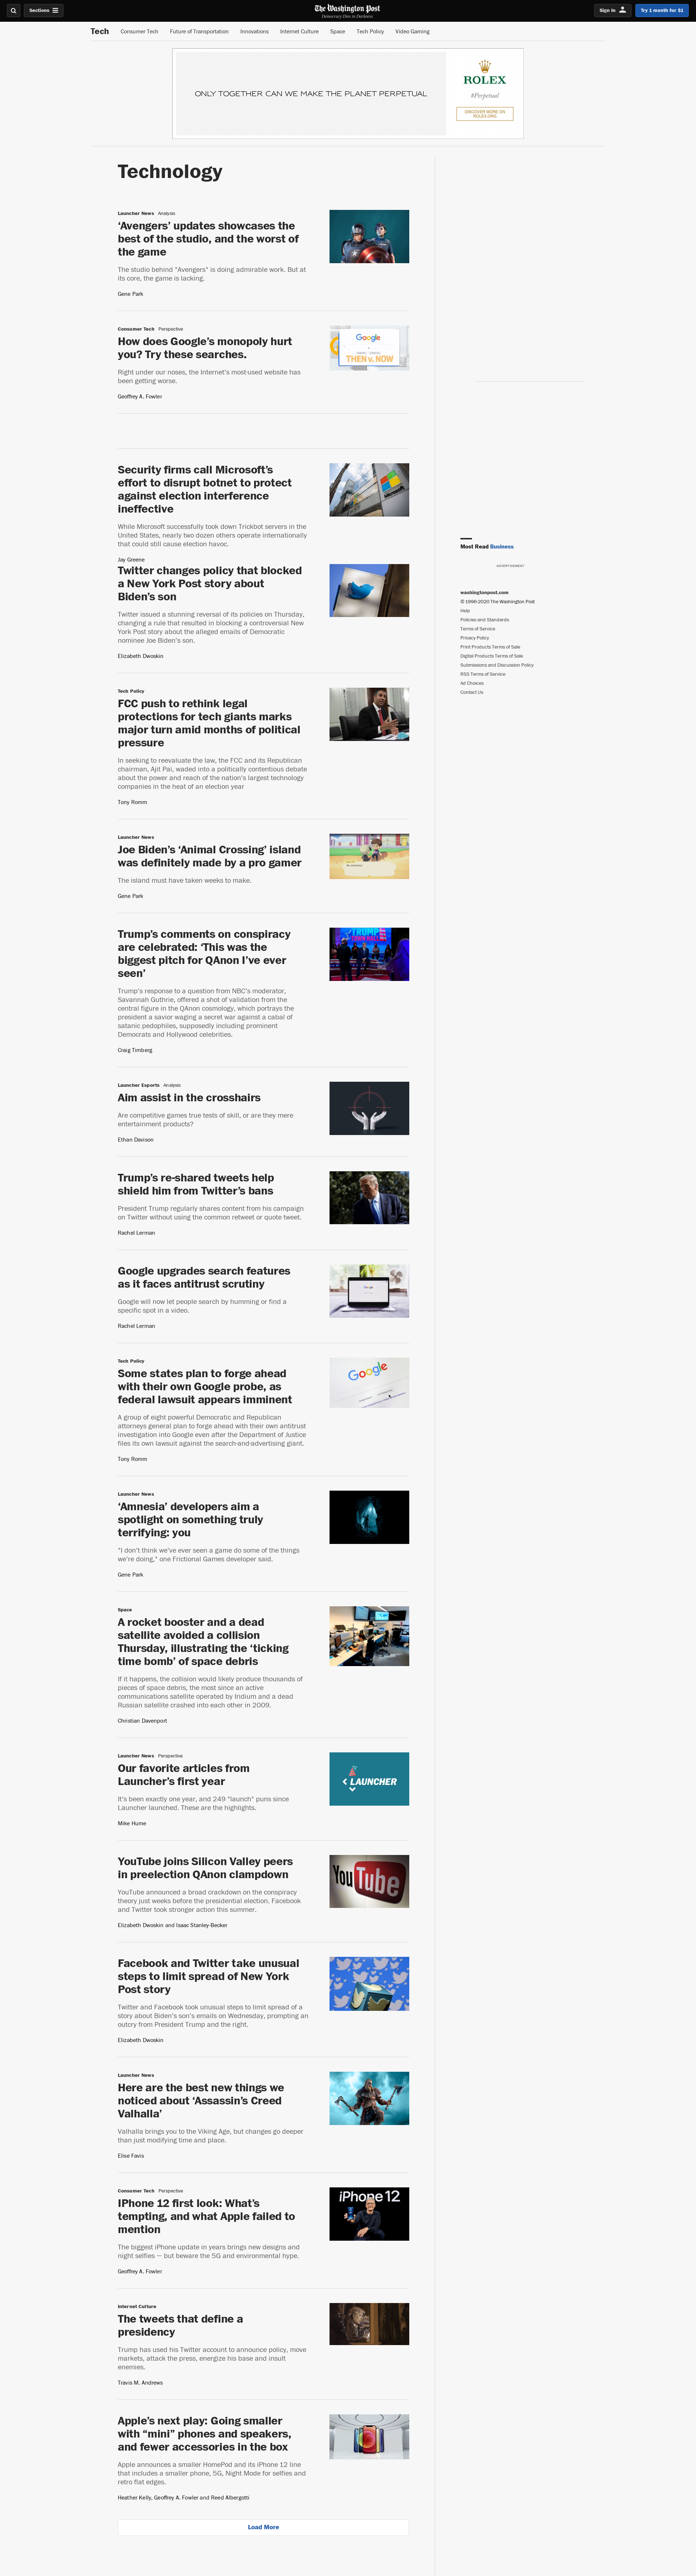 Sections
The Washington Post
Democracy Dies in Darkness
Sign In
Try 1 month for $1
Tech
Consumer Tech
Future of Transportation
Innovations
Internet Culture
Space
Tech Policy
Video Gaming
ONLY TOGETHER CAN WE MAKE THE PLANET PERPETUAL
ROLEX
#Perpetual
DISCOVER MORE ON
ROLEX.ORG
Technology
Launcher News Analysis
‘Avengers’ updates showcases the
best of the studio, and the worst of
the game
The studio behind "Avengers" is doing admirable work. But at
its core, the game is lacking.
Gene Park
Consumer Tech Perspective
How does Google’s monopoly hurt
you? Try these searches.
Right under our noses, the Internet’s most-used website has
been getting worse.
Geoffrey A. Fowler
Google
THEN v. NOW
Security firms call Microsoft’s
effort to disrupt botnet to protect
against election interference
ineffective
While Microsoft successfully took down Trickbot servers in the
United States, nearly two dozen others operate internationally
that could still cause election havoc.
Jay Greene
Microsoft
Twitter changes policy that blocked
a New York Post story about
Biden’s son
Twitter issued a stunning reversal of its policies on Thursday,
changing a rule that resulted in blocking a controversial New
York Post story about the alleged emails of Democratic
nominee Joe Biden’s son.
Elizabeth Dwoskin
Tech Policy
FCC push to rethink legal
protections for tech giants marks
major turn amid months of political
pressure
In seeking to reevaluate the law, the FCC and its Republican
chairman, Ajit Pai, waded into a politically contentious debate
about the power and reach of the nation’s largest technology
companies in the heat of an election year
Tony Romm
Launcher News
Joe Biden’s ‘Animal Crossing’ island
was definitely made by a pro gamer
The island must have taken weeks to make.
Gene Park
Trump’s comments on conspiracy
are celebrated: ‘This was the
biggest pitch for QAnon I’ve ever
seen’
Trump’s response to a question from NBC’s moderator,
Savannah Guthrie, offered a shot of validation from the
central figure in the QAnon cosmology, which portrays the
president a savior waging a secret war against a cabal of
satanic pedophiles, supposedly including prominent
Democrats and Hollywood celebrities.
Craig Timberg
TRUMP
TOWN HALL
Launcher Esports Analysis
Aim assist in the crosshairs
Are competitive games true tests of skill, or are they mere
entertainment products?
Ethan Davison
Trump’s re-shared tweets help
shield him from Twitter’s bans
President Trump regularly shares content from his campaign
on Twitter without using the common retweet or quote tweet.
Rachel Lerman
Google upgrades search features
as it faces antitrust scrutiny
Google will now let people search by humming or find a
specific spot in a video.
Rachel Lerman
Google
Tech Policy
Some states plan to forge ahead
with their own Google probe, as
federal lawsuit appears imminent
A group of eight powerful Democratic and Republican
attorneys general plan to forge ahead with their own antitrust
investigation into Google even after the Department of Justice
files its own lawsuit against the search-and-advertising giant.
Tony Romm
Google
Launcher News
‘Amnesia’ developers aim a
spotlight on something truly
terrifying: you
"I don’t think we’ve ever seen a game do some of the things
we’re doing," one Frictional Games developer said.
Gene Park
Space
A rocket booster and a dead
satellite avoided a collision
Thursday, illustrating the ‘ticking
time bomb’ of space debris
If it happens, the collision would likely produce thousands of
pieces of space debris, the most since an active
communications satellite operated by Iridium and a dead
Russian satellite crashed into each other in 2009.
Christian Davenport
Launcher News Perspective
Our favorite articles from
Launcher’s first year
It’s been exactly one year, and 249 "launch" puns since
Launcher launched. These are the highlights.
Mike Hume
LAUNCHER
YouTube joins Silicon Valley peers
in preelection QAnon clampdown
YouTube announced a broad crackdown on the conspiracy
theory just weeks before the presidential election. Facebook
and Twitter took stronger action this summer.
Elizabeth Dwoskin and Isaac Stanley-Becker
YouTube
Facebook and Twitter take unusual
steps to limit spread of New York
Post story
Twitter and Facebook took unusual steps to limit spread of a
story about Biden’s son’s emails on Wednesday, prompting an
outcry from President Trump and the right.
Elizabeth Dwoskin
Launcher News
Here are the best new things we
noticed about ‘Assassin’s Creed
Valhalla’
Valhalla brings you to the Viking Age, but changes go deeper
than just modifying time and place.
Elise Favis
Consumer Tech Perspective
iPhone 12 first look: What’s
tempting, and what Apple failed to
mention
The biggest iPhone update in years brings new designs and
night selfies — but beware the 5G and environmental hype.
Geoffrey A. Fowler
iPhone 12
Internet Culture
The tweets that define a
presidency
Trump has used his Twitter account to announce policy, move
markets, attack the press, energize his base and insult
enemies.
Travis M. Andrews
Apple’s next play: Going smaller
with “mini” phones and speakers,
and fewer accessories in the box
Apple announces a smaller HomePod and its iPhone 12 line
that includes a smaller phone, 5G, Night Mode for selfies and
retro flat edges.
Heather Kelly, Geoffrey A. Fowler and Reed Albergotti
Load More
Most Read Business
ADVERTISEMENT
washingtonpost.com
© 1996-2020 The Washington Post
Help
Policies and Standards
Terms of Service
Privacy Policy
Print Products Terms of Sale
Digital Products Terms of Sale
Submissions and Discussion Policy
RSS Terms of Service
Ad Choices
Contact Us